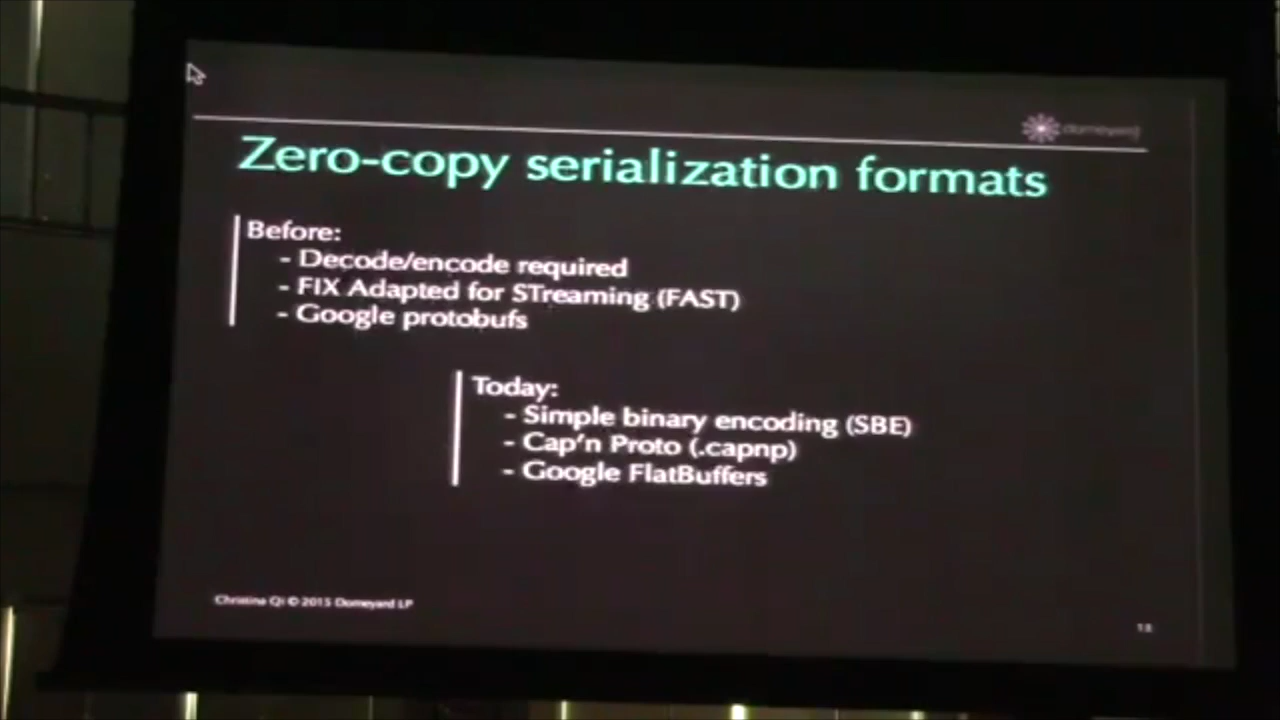 domeyard
Zero-copy serialization formats
Before:
- Decode/encode required
- FIX Adapted for STreaming (FAST)
- Google protobufs
Today:
- Simple binary encoding (SBE)
- Cap'n Proto (.capnp)
- Google FlatBuffers
Christina Qi © 2015 Domeyard LP